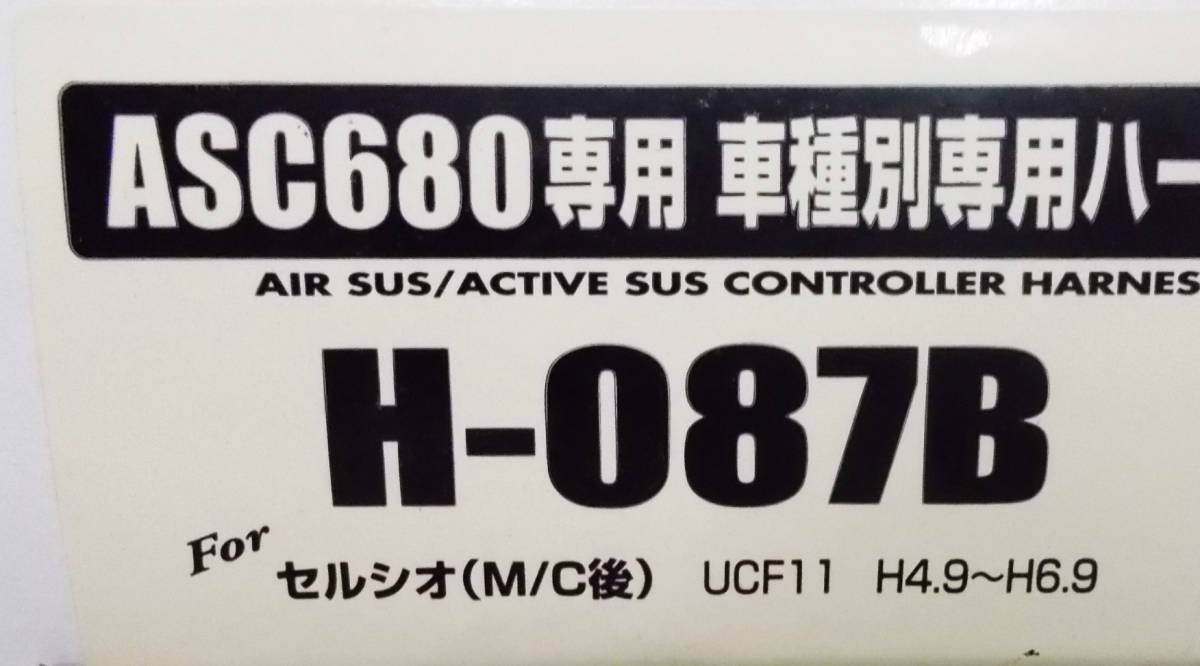 ASC680専用 車種別専用ハー
AIR SUS/ACTIVE SUS CONTROLLER HARNES
H-087B
For セルシオ(M/C後) UCF11 H4.9～H6.9